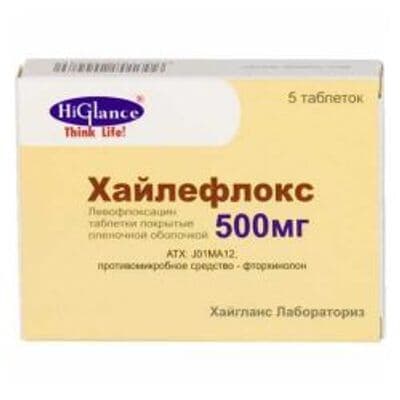 HiGlance®
Think Life!
5 таблеток
Хайлефлокс
Левофлоксацин
таблетки покрытые
пленочной оболочкой
500мг
АТХ: J01MA12,
противомикробное средство - фторхинолон
Хайгланс Лабораториз